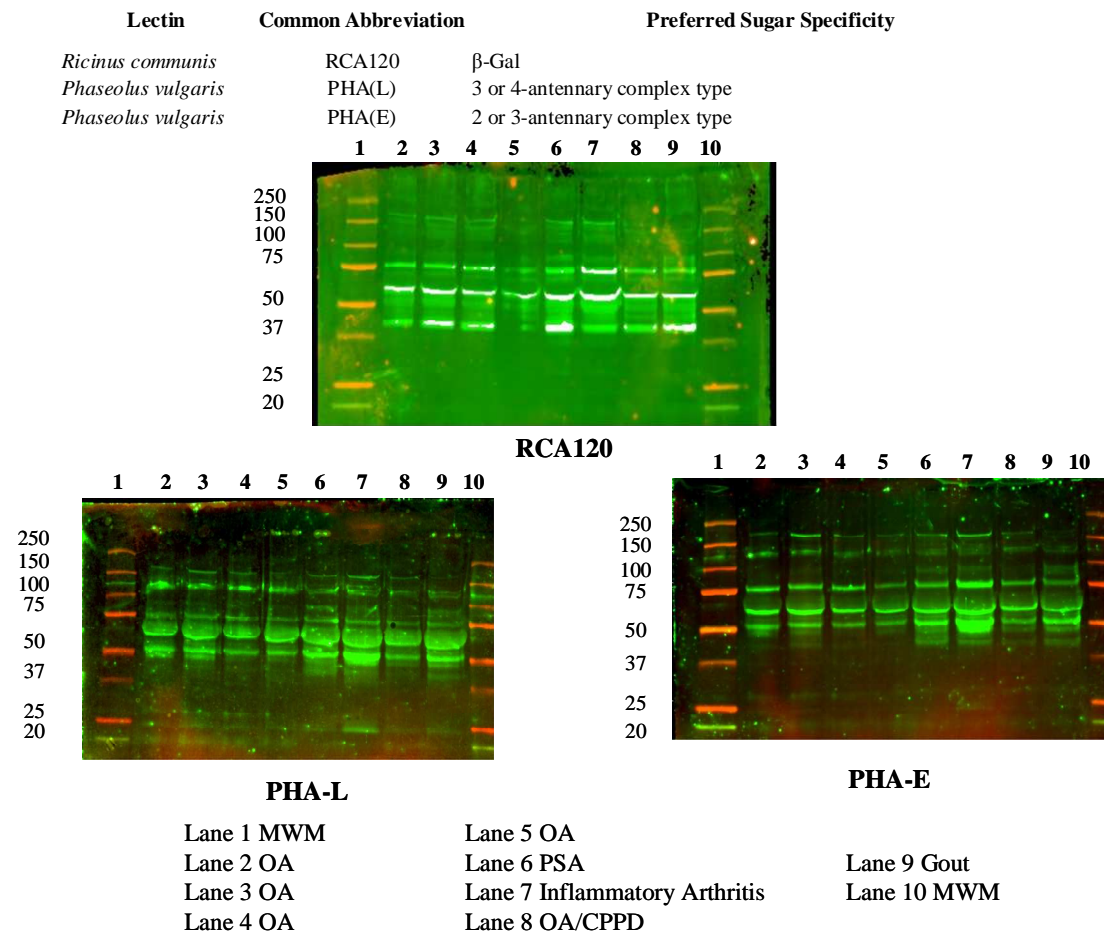 Lectin Common Abbreviation Preferred Sugar Specificity
Ricinus communis RCA120 β-Gal
Phaseolus vulgaris PHA(L) 3 or 4-antennary complex type
Phaseolus vulgaris PHA(E) 2 or 3-antennary complex type
1 2 3 4 5 6 7 8 9 10
250
150
100
75
50
37
25
20
RCA120
1 2 3 4 5 6 7 8 9 10
250
150
100
75
50
37
25
20
PHA-L
1 2 3 4 5 6 7 8 9 10
250
150
100
75
50
37
25
20
PHA-E
Lane 1 MWM Lane 5 OA
Lane 2 OA Lane 6 PSA Lane 9 Gout
Lane 3 OA Lane 7 Inflammatory Arthritis Lane 10 MWM
Lane 4 OA Lane 8 OA/CPPD